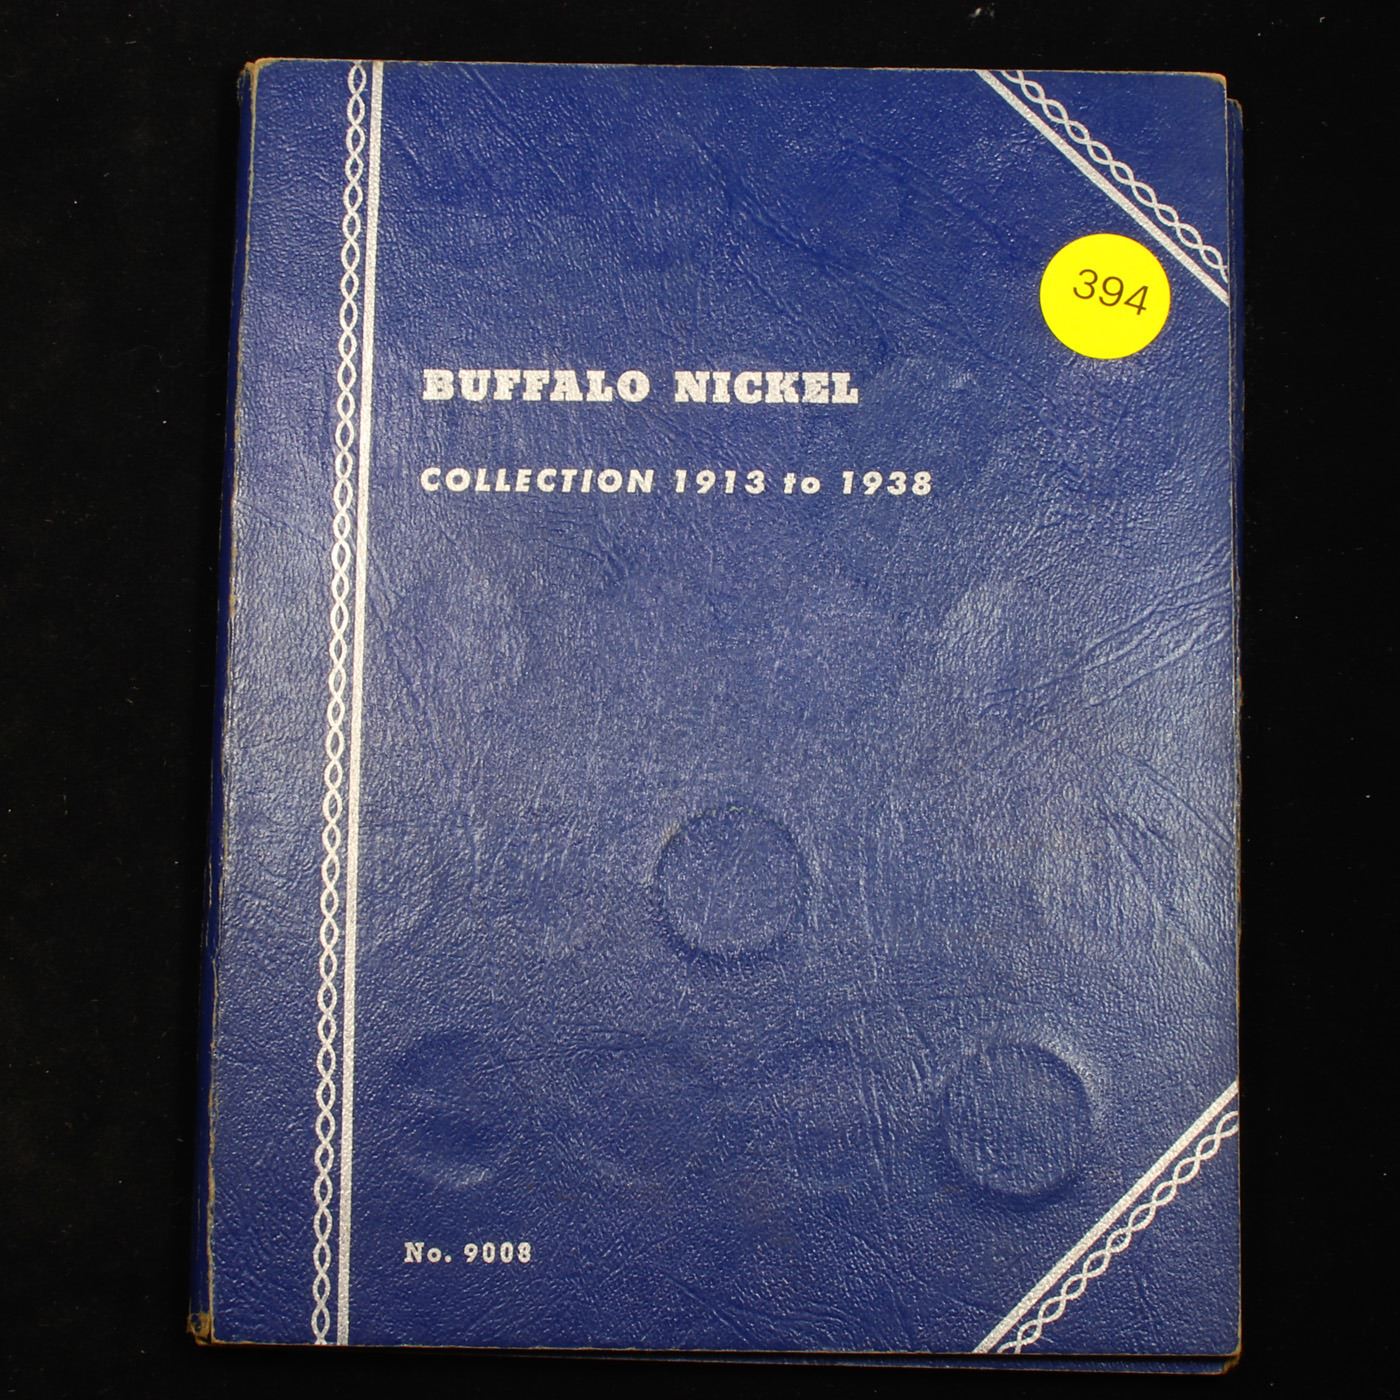 394
BUFFALO NICKEL
COLLECTION 1913 to 1938
No. 9008